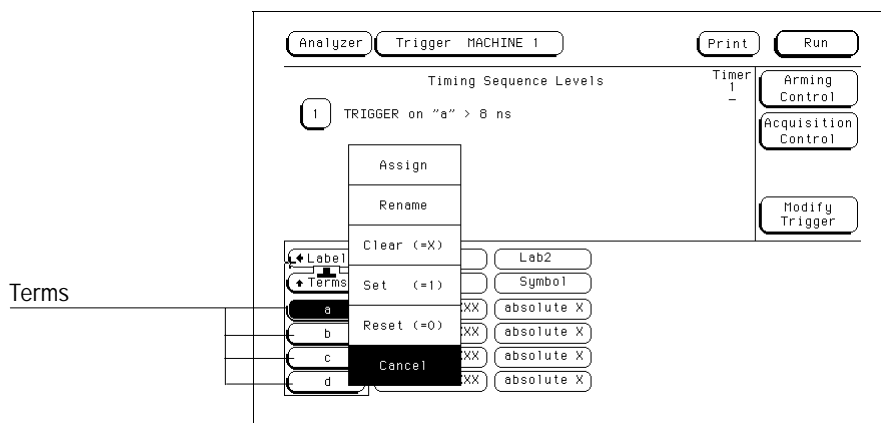 Analyzer Trigger MACHINE 1 Print Run
Timing Sequence Levels
Timer
1
–
Arming
Control
1 TRIGGER on "a" > 8 ns
Acquisition
Control
Modify
Trigger
Assign
Rename
Clear (=X)
Set (=1)
Reset (=0)
Cancel
Label Lab2
Terms Symbol
a XX absolute X
b XX absolute X
c XX absolute X
d XX absolute X
Terms